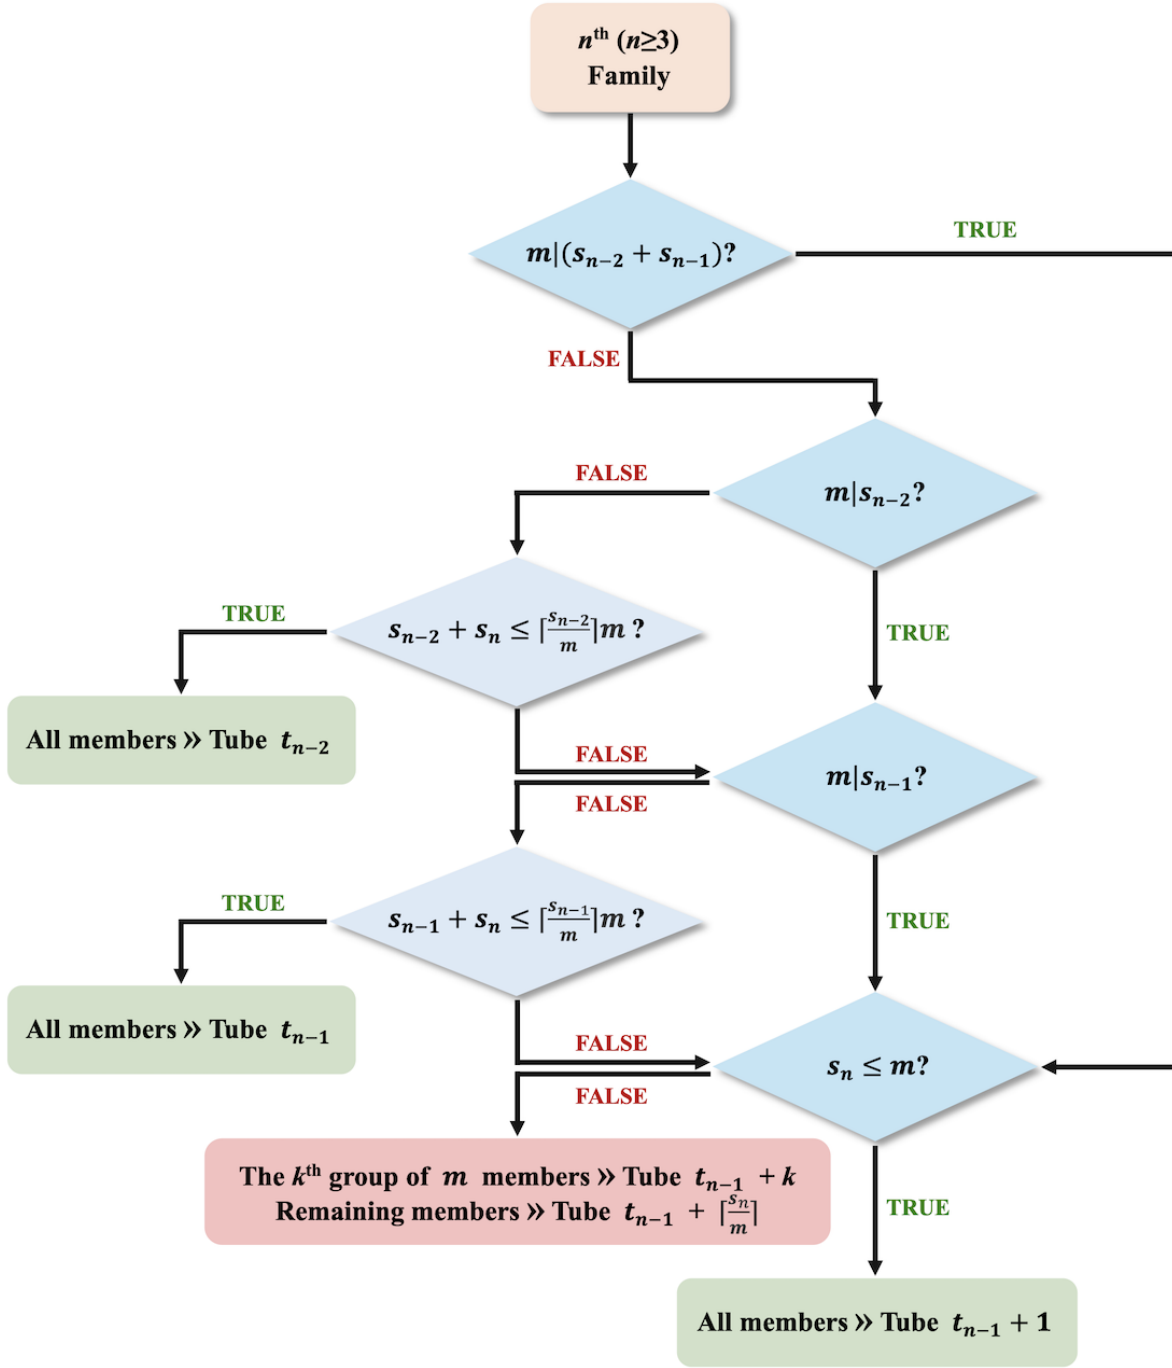 nᵗʰ (n≥3)
Family
m|(sₙ₋₂ + sₙ₋₁)?
TRUE
FALSE
m|sₙ₋₂?
FALSE
TRUE
sₙ₋₂ + sₙ ≤ ⌈sₙ₋₂/m⌉m ?
TRUE
All members » Tube tₙ₋₂
FALSE
m|sₙ₋₁?
FALSE
TRUE
sₙ₋₁ + sₙ ≤ ⌈sₙ₋₁/m⌉m ?
TRUE
All members » Tube tₙ₋₁
FALSE
sₙ ≤ m?
FALSE
The kᵗʰ group of m members » Tube tₙ₋₁ + k
Remaining members » Tube tₙ₋₁ + ⌈sₙ/m⌉
TRUE
All members » Tube tₙ₋₁ + 1